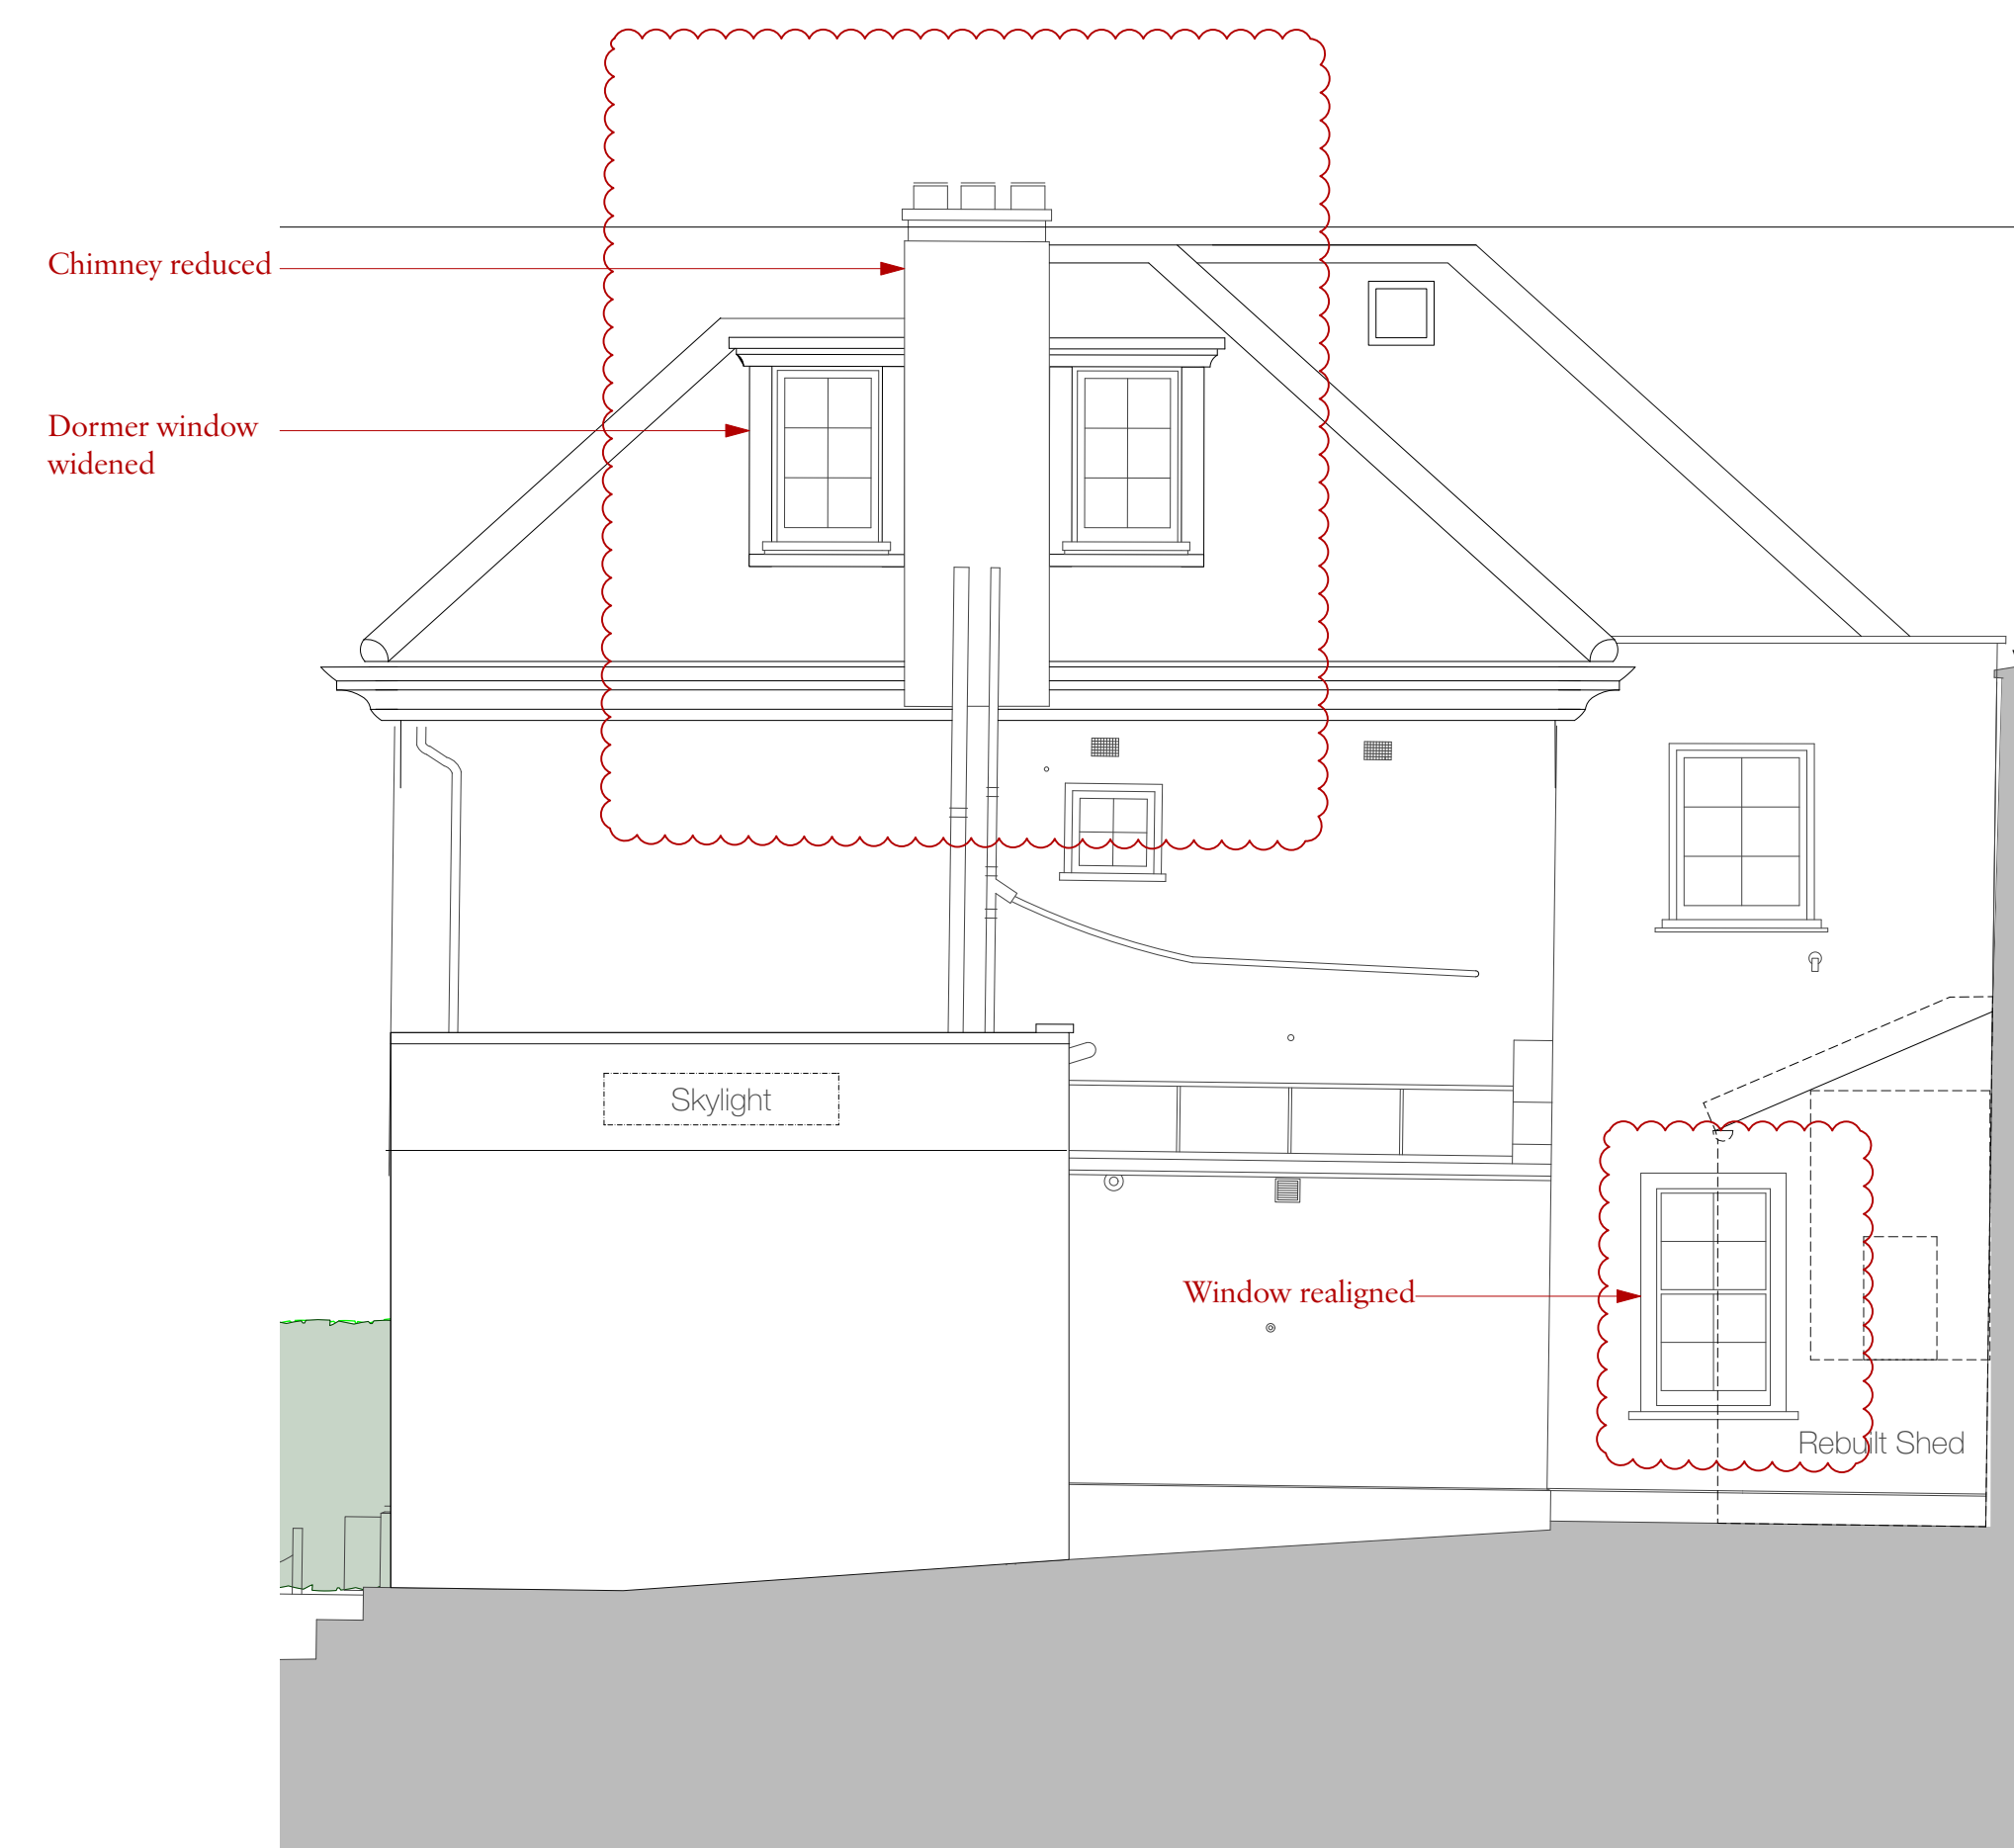 Chimney reduced
Dormer window
widened
Skylight
Window realigned
Rebuilt Shed